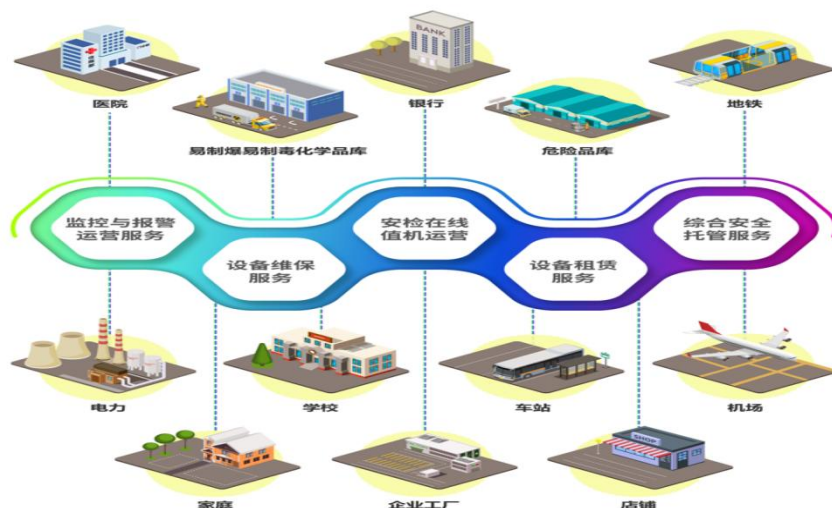 BANK
医院
银行
地铁
易制爆易制毒化学品库
危险品库
监控与报警
运营服务
安检在线
值机运营
综合安全
托管服务
设备维保
服务
设备租赁
服务
电力
学校
车站
机场
SHOP
家庭
企业工厂
店铺